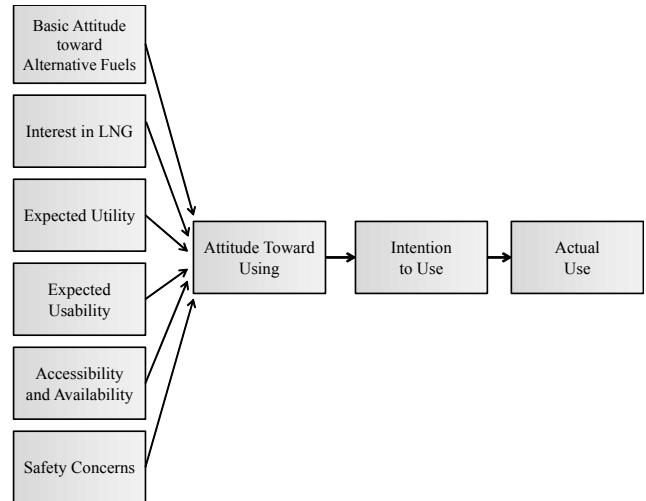 Basic Attitude
toward
Alternative Fuels
Interest in LNG
Expected Utility
Expected
Usability
Accessibility
and Availability
Safety Concerns
Attitude Toward
Using
Intention
to Use
Actual
Use